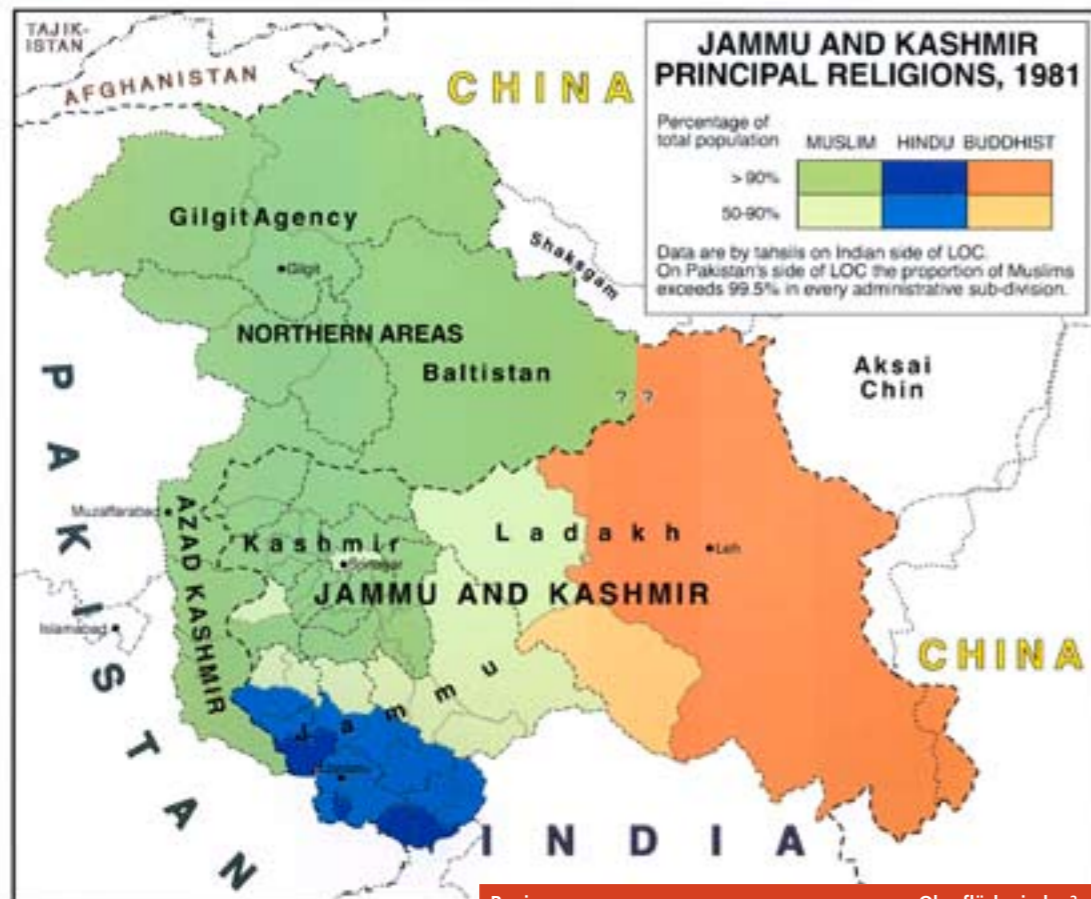 TAJIK-
ISTAN
AFGHANISTAN
CHINA
JAMMU AND KASHMIR
PRINCIPAL RELIGIONS, 1981
Percentage of
total population
MUSLIM HINDU BUDDHIST
> 90%
50-90%
Data are by tahsils on Indian side of LOC.
On Pakistan's side of LOC the proportion of Muslims
exceeds 99.5% in every administrative sub-division.
Gilgit Agency
Gilgit
Shaksgam
NORTHERN AREAS
Baltistan
? ?
Aksai
Chin
PAKISTAN
Muzaffarabad
AZAD KASHMIR
Kashmir
Srinagar
Ladakh
Leh
JAMMU AND KASHMIR
Islamabad
CHINA
Jammu
INDIA